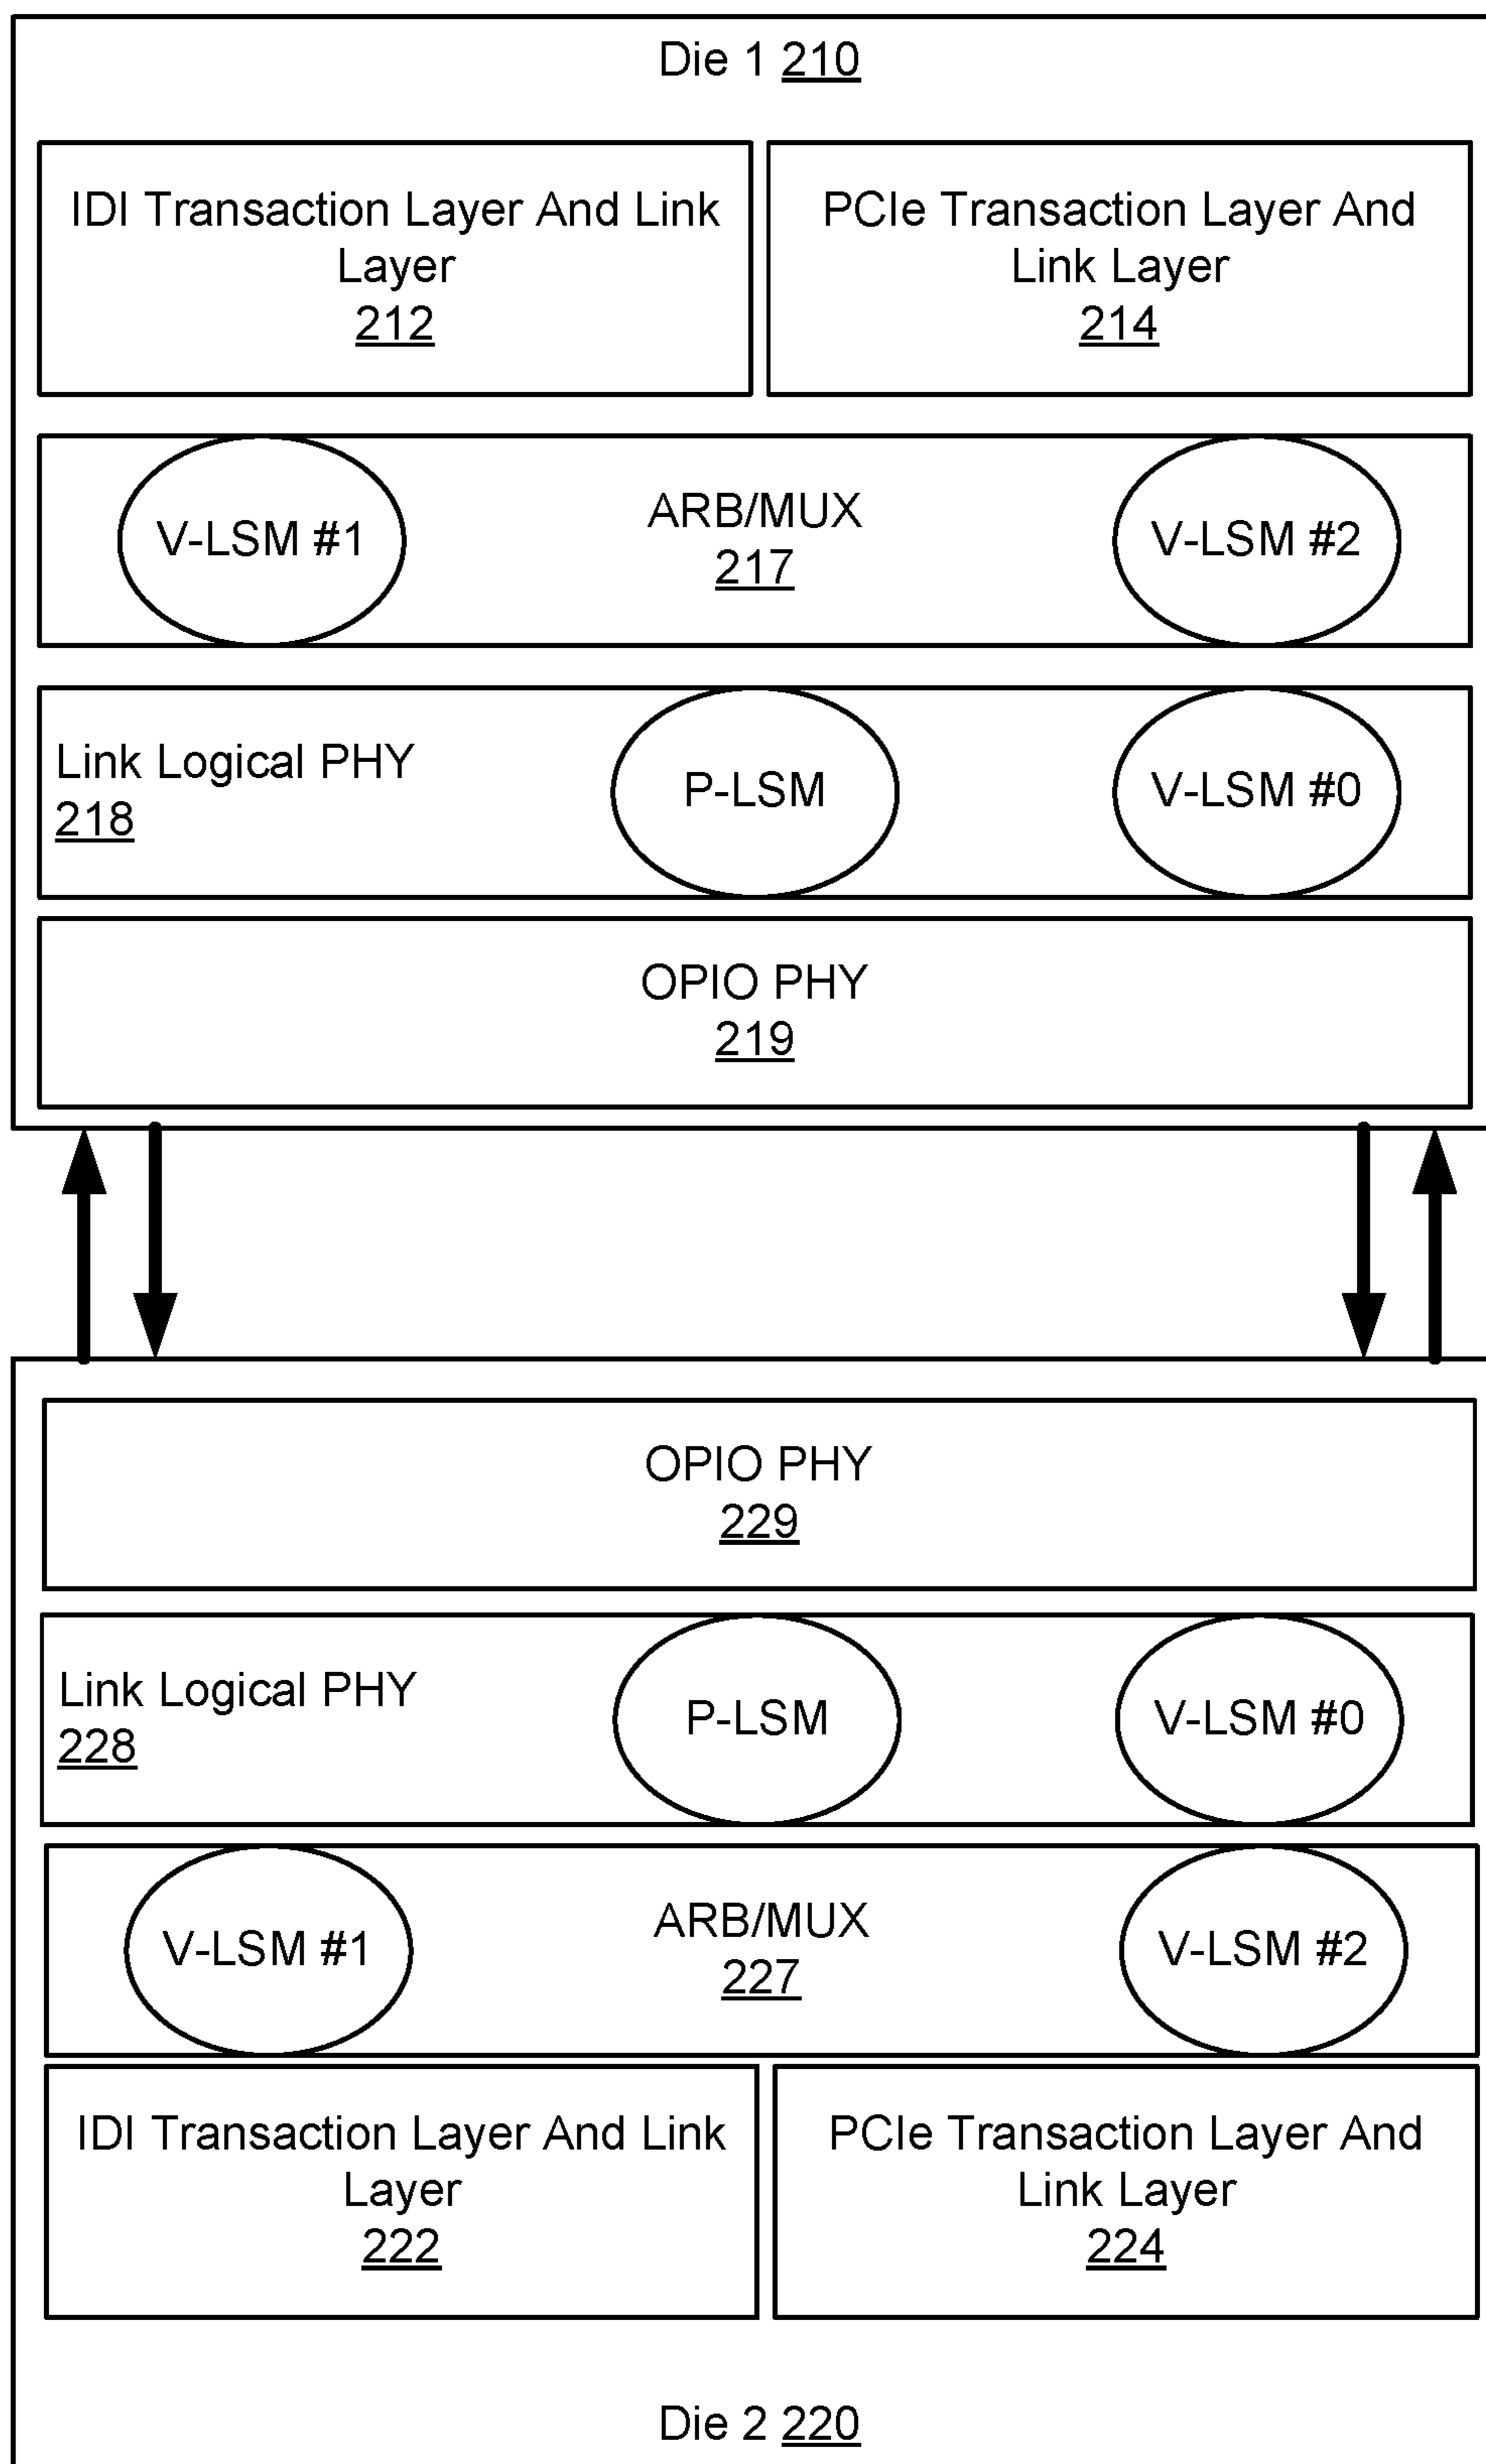 Die 1 210
IDI Transaction Layer And Link
Layer
212
PCIe Transaction Layer And
Link Layer
214
V-LSM #1
ARB/MUX
217
V-LSM #2
Link Logical PHY
218
P-LSM
V-LSM #0
OPIO PHY
219
OPIO PHY
229
Link Logical PHY
228
P-LSM
V-LSM #0
V-LSM #1
ARB/MUX
227
V-LSM #2
IDI Transaction Layer And Link
Layer
222
PCIe Transaction Layer And
Link Layer
224
Die 2 220